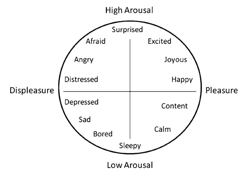 High Arousal
Surprised
Afraid Excited
Angry Joyous
Distressed Happy
Displeasure Pleasure
Depressed Content
Sad Calm
Bored
Sleepy
Low Arousal